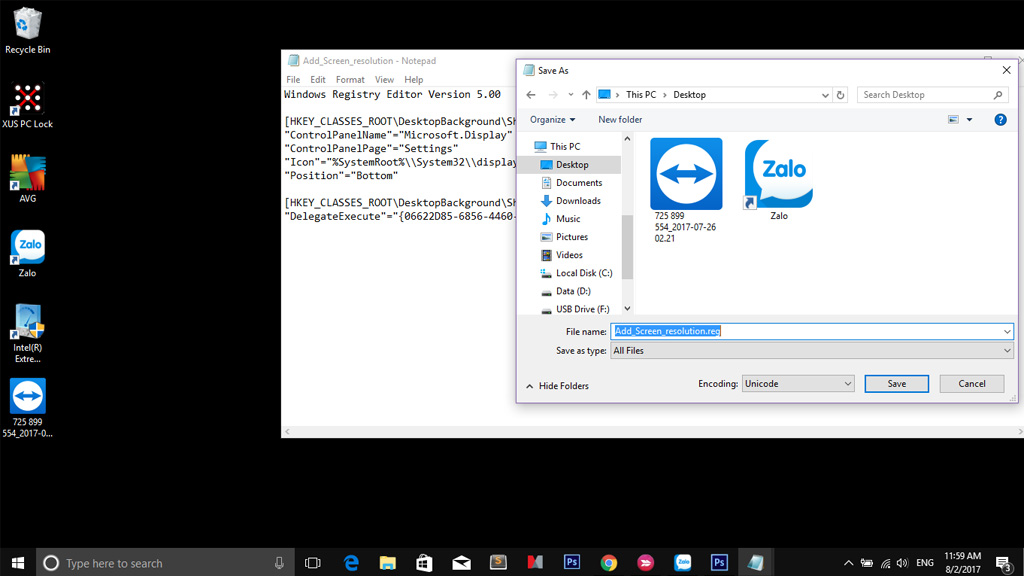 Recycle Bin
XUS PC Lock
AVG
Zalo
Zalo
Intel(R)
Extre...
725 899
554_2017-0...
Add_Screen_resolution - Notepad
File Edit Format View Help
Windows Registry Editor Version 5.00
[HKEY_CLASSES_ROOT\DesktopBackground\Sh
"ControlPanelName"="Microsoft.Display"
"ControlPanelPage"="Settings"
"Icon"="%SystemRoot%\\System32\\display
"Position"="Bottom"
[HKEY_CLASSES_ROOT\DesktopBackground\Sh
"DelegateExecute"="{06622D85-6856-4460-
Save As
This PC > Desktop
Search Desktop
Organize
New folder
?
This PC
Desktop
Documents
Downloads
Music
Pictures
Videos
Local Disk (C:)
Data (D:)
USB Drive (F:)
725 899
554_2017-07-26
02.21
Zalo
Zalo
File name: Add_Screen_resolution.reg
Save as type: All Files
Hide Folders
Encoding: Unicode
Save
Cancel
Type here to search
S
Ps
Zalo
Ps
ENG
11:59 AM
8/2/2017
3